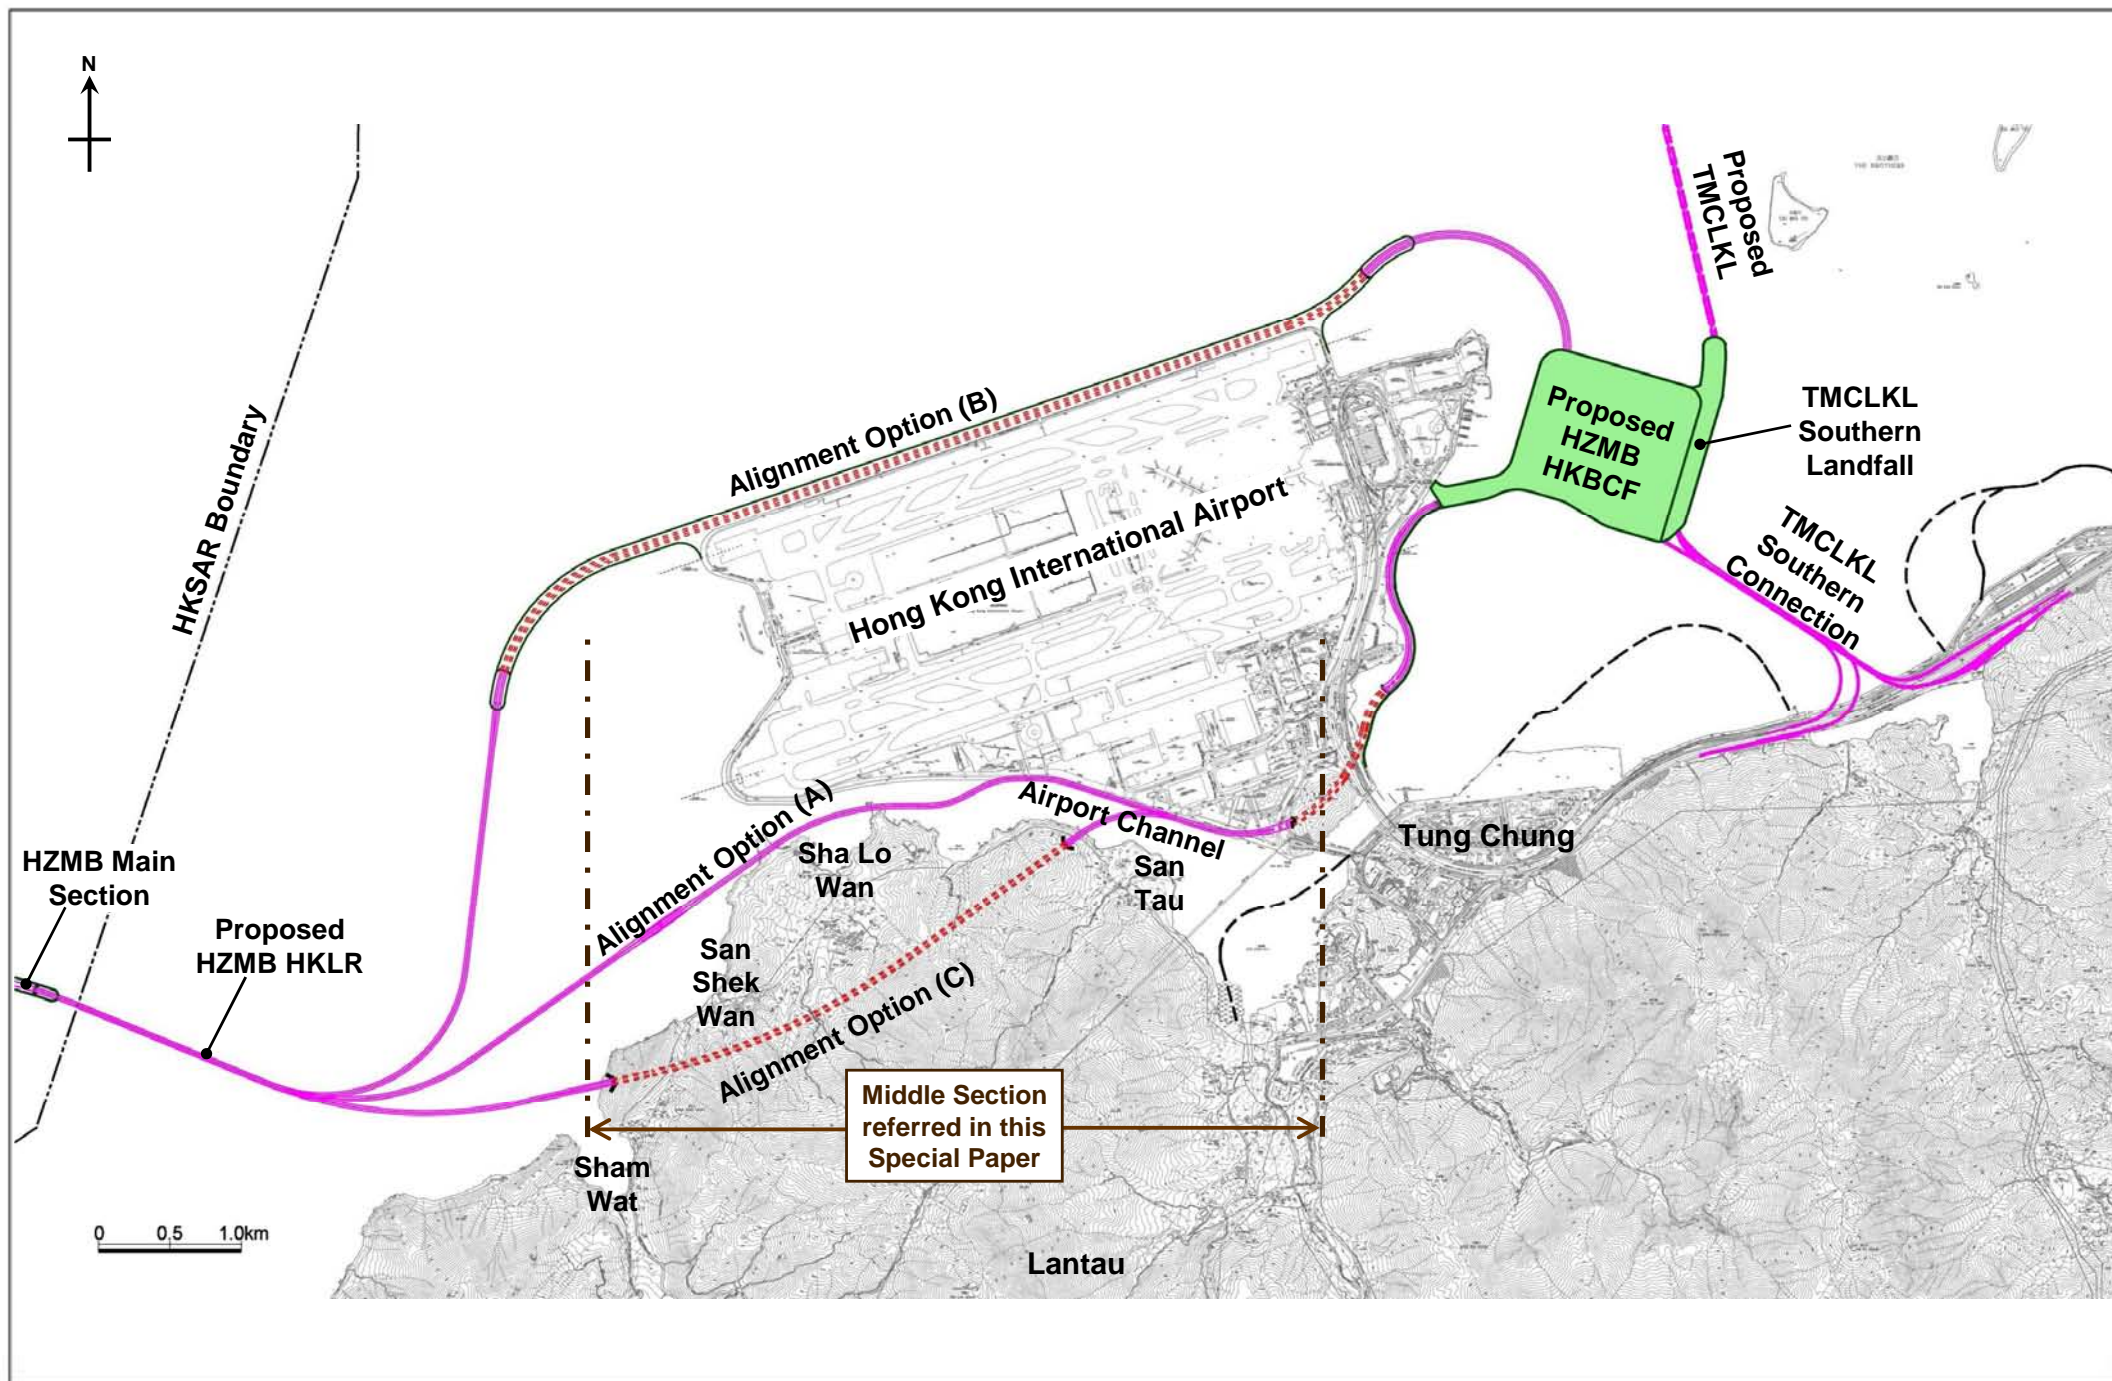 N
Proposed
TMCLKL
Alignment Option (B)
Proposed
HZMB
HKBCF
TMCLKL
Southern
Landfall
HKSAR Boundary
Hong Kong International Airport
TMCLKL
Southern
Connection
Alignment Option (A)
Airport Channel
Tung Chung
HZMB Main
Section
Sha Lo
Wan
San
Tau
Proposed
HZMB HKLR
San
Shek
Wan
Alignment Option (C)
Middle Section
referred in this
Special Paper
Sham
Wat
0 0.5 1.0km
Lantau